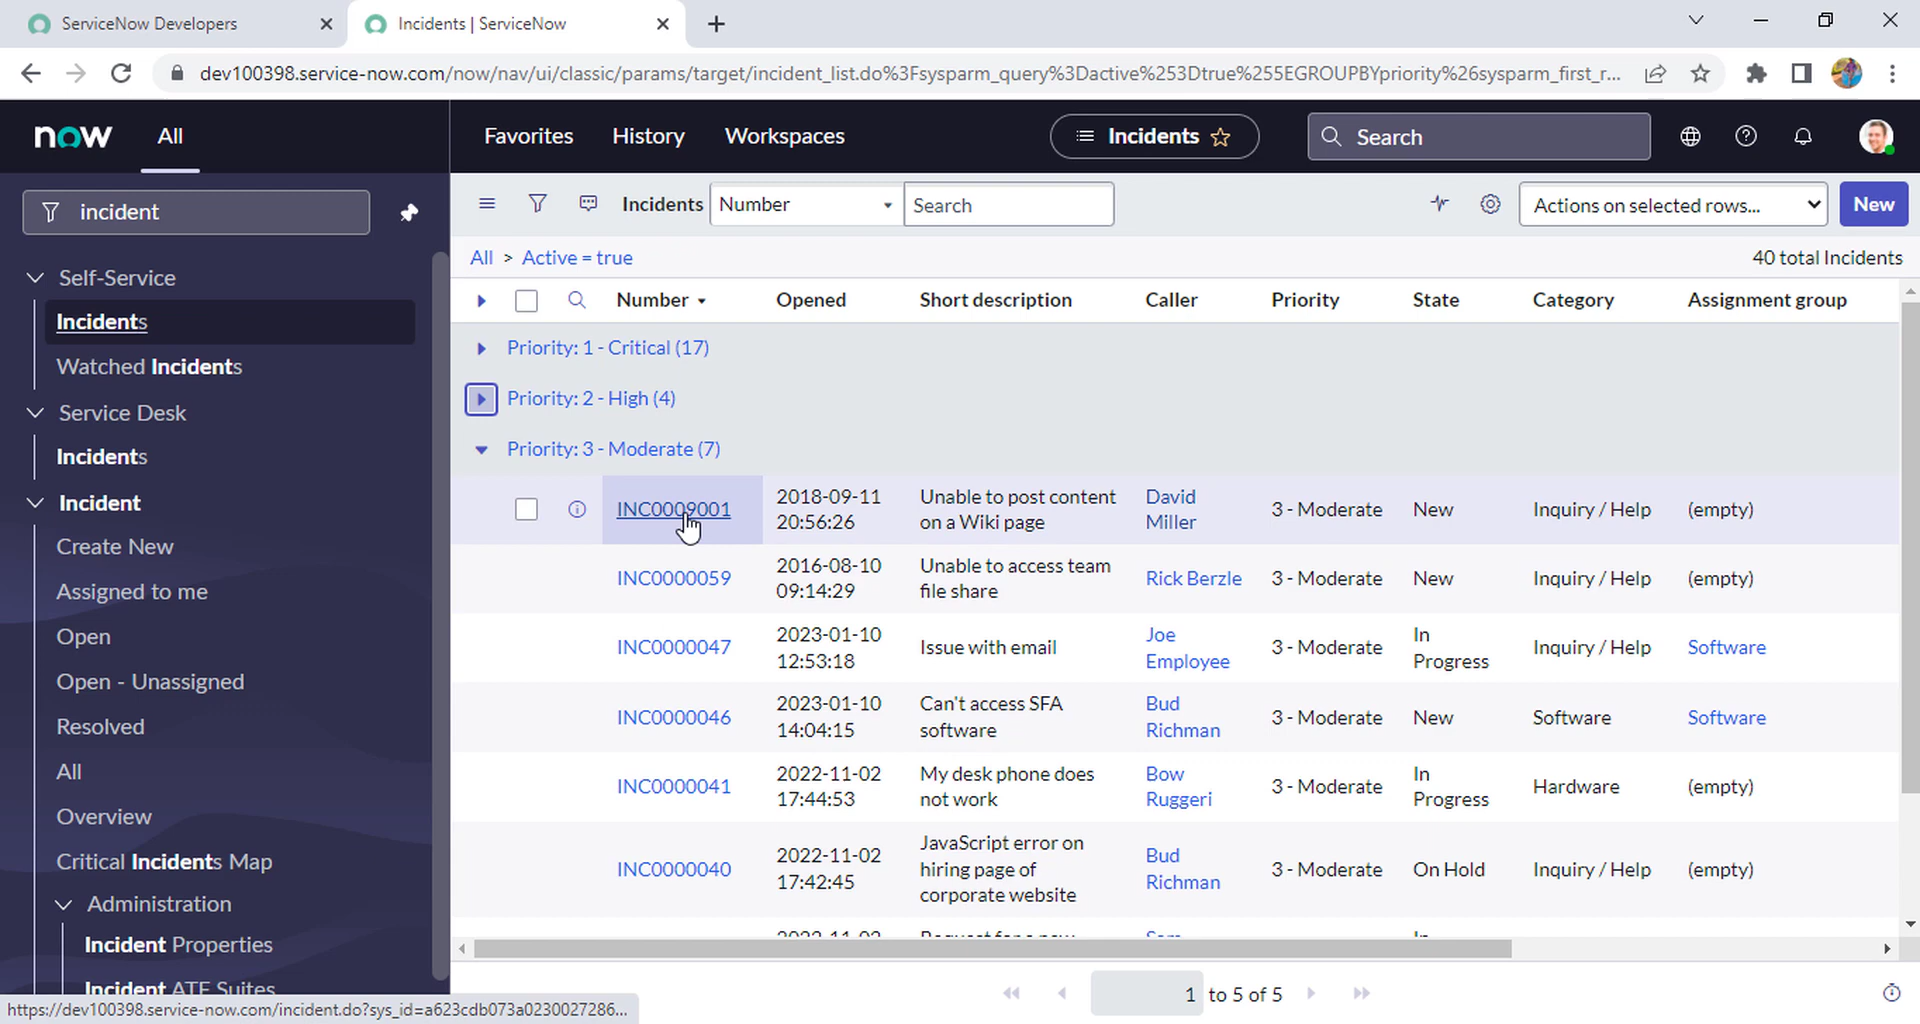 ServiceNow Developers
Incidents | ServiceNow
dev100398.service-now.com/now/nav/ui/classic/params/target/incident_list.do%3Fsysparm_query%3Dactive%253Dtrue%255EGROUPBYpriority%26sysparm_first_r...
now
All
Favorites
History
Workspaces
Incidents
Search
incident
Incidents
Number
Search
Actions on selected rows...
New
Self-Service
Incidents
Watched Incidents
Service Desk
Incidents
Incident
Create New
Assigned to me
Open
Open - Unassigned
Resolved
All
Overview
Critical Incidents Map
Administration
Incident Properties
Incident ATF Suites
All > Active = true
40 total Incidents
Number Opened Short description Caller Priority State Category Assignment group
Priority: 1 - Critical (17)
Priority: 2 - High (4)
Priority: 3 - Moderate (7)
INC0009001
2018-09-11
20:56:26
Unable to post content
on a Wiki page
David
Miller
3 - Moderate
New
Inquiry / Help
(empty)
INC0000059
2016-08-10
09:14:29
Unable to access team
file share
Rick Berzle
3 - Moderate
New
Inquiry / Help
(empty)
INC0000047
2023-01-10
12:53:18
Issue with email
Joe
Employee
3 - Moderate
In
Progress
Inquiry / Help
Software
INC0000046
2023-01-10
14:04:15
Can't access SFA
software
Bud
Richman
3 - Moderate
New
Software
Software
INC0000041
2022-11-02
17:44:53
My desk phone does
not work
Bow
Ruggeri
3 - Moderate
In
Progress
Hardware
(empty)
INC0000040
2022-11-02
17:42:45
JavaScript error on
hiring page of
corporate website
Bud
Richman
3 - Moderate
On Hold
Inquiry / Help
(empty)
1 to 5 of 5
https://dev100398.service-now.com/incident.do?sys_id=a623cdb073a0230027286...